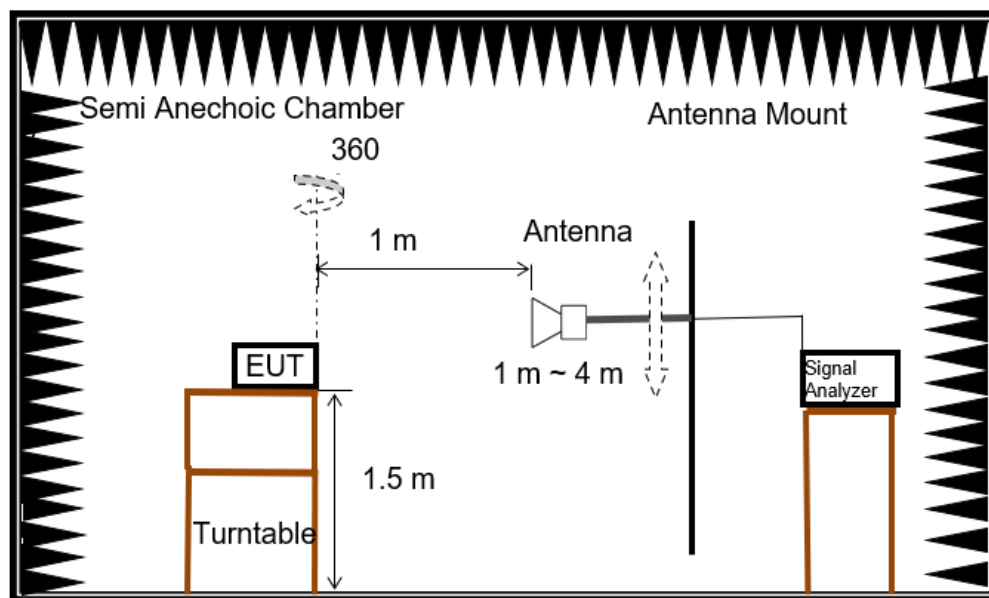 Semi Anechoic Chamber
Antenna Mount
360
1 m
Antenna
EUT
1 m ~ 4 m
Signal
Analyzer
1.5 m
Turntable